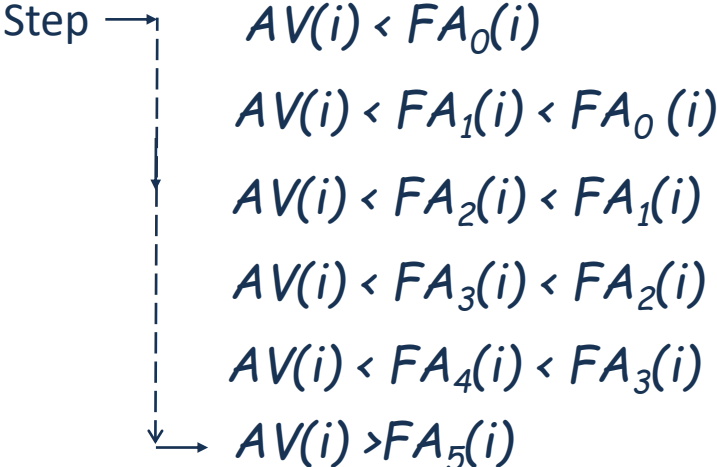 Step AV(i) < FA₀(i)
AV(i) < FA₁(i) < FA₀ (i)
AV(i) < FA₂(i) < FA₁(i)
AV(i) < FA₃(i) < FA₂(i)
AV(i) < FA₄(i) < FA₃(i)
AV(i) >FA₅(i)